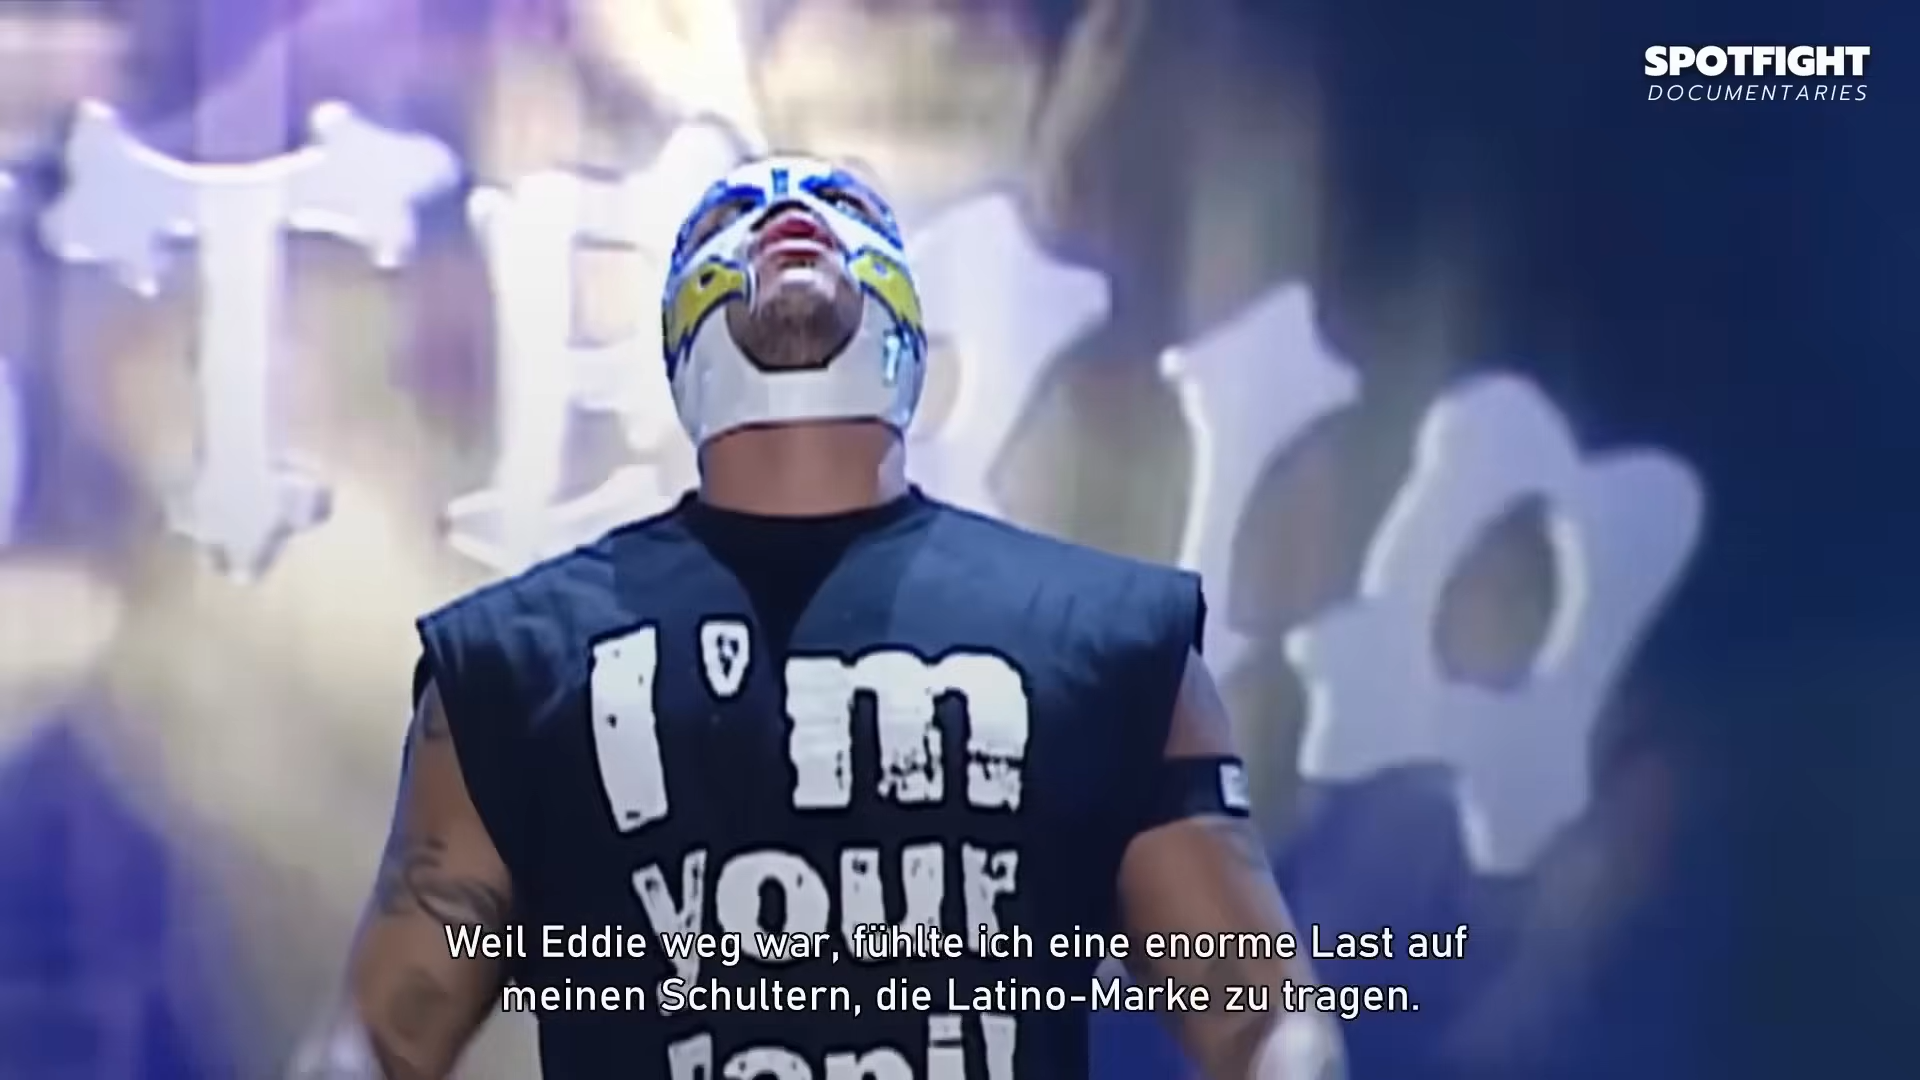 SPOTFIGHT
DOCUMENTARIES
TERIO
I'm
your
Weil Eddie weg war, fühlte ich eine enorme Last auf
meinen Schultern, die Latino-Marke zu tragen.